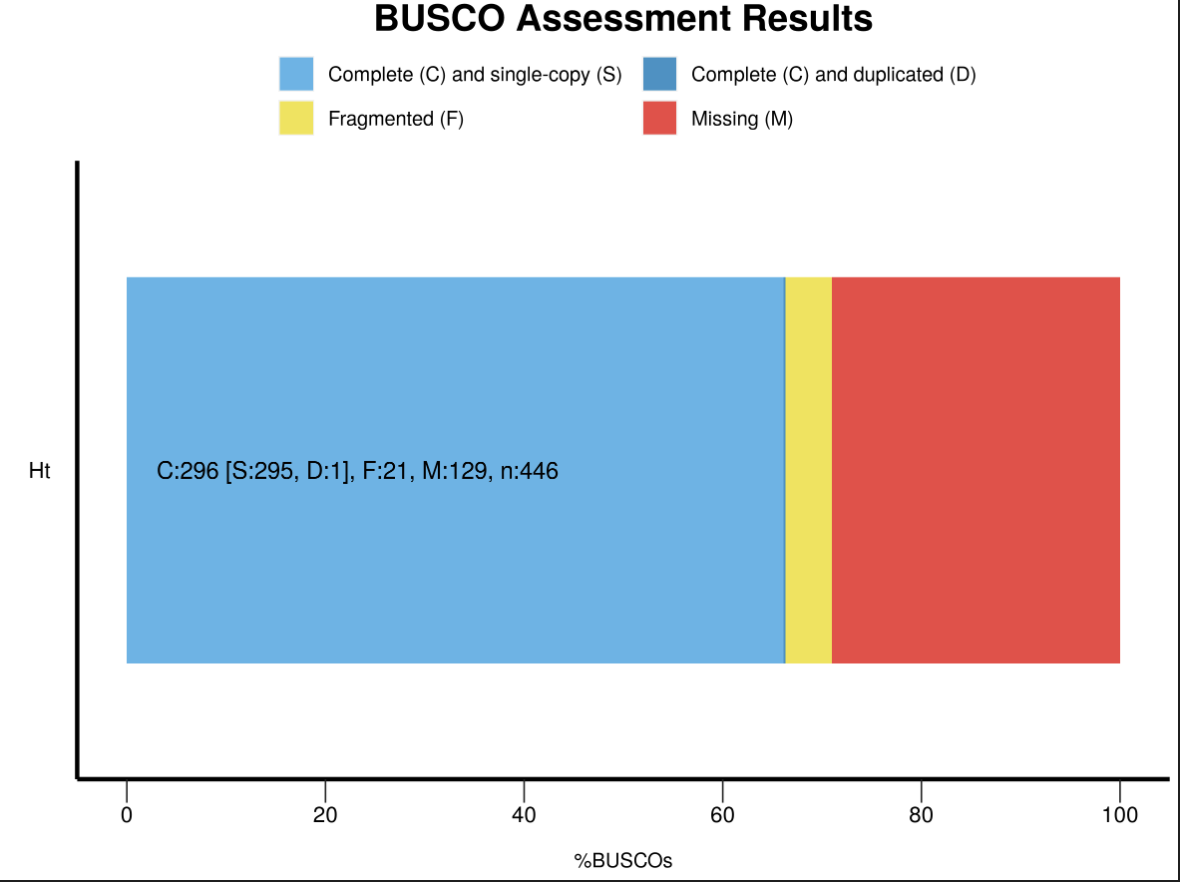 BUSCO Assessment Results
Complete (C) and single-copy (S)
Complete (C) and duplicated (D)
Fragmented (F)
Missing (M)
Ht
C:296 [S:295, D:1], F:21, M:129, n:446
0 20 40 60 80 100
%BUSCOs